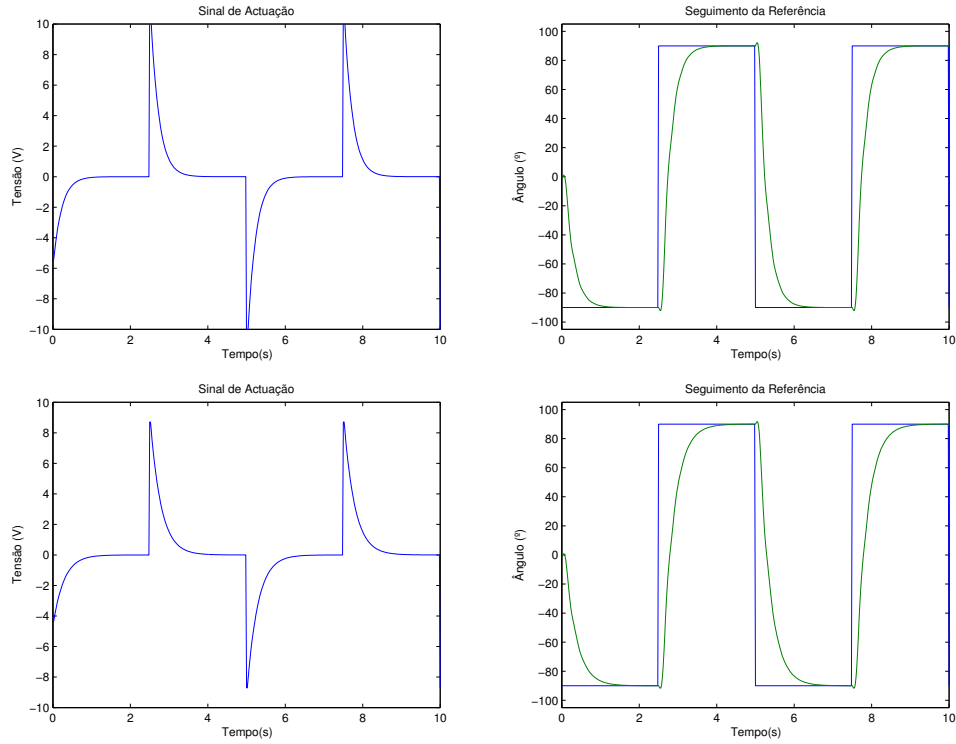 Sinal de Actuação
10
8
6
4
2
0
−2
−4
−6
−8
−10
Tensão (V)
0 2 4 6 8 10
Tempo(s)
Seguimento da Referência
100
80
60
40
20
0
−20
−40
−60
−80
−100
Ângulo (º)
0 2 4 6 8 10
Tempo(s)
Sinal de Actuação
10
8
6
4
2
0
−2
−4
−6
−8
−10
Tensão (V)
0 2 4 6 8 10
Tempo(s)
Seguimento da Referência
100
80
60
40
20
0
−20
−40
−60
−80
−100
Ângulo (º)
0 2 4 6 8 10
Tempo(s)